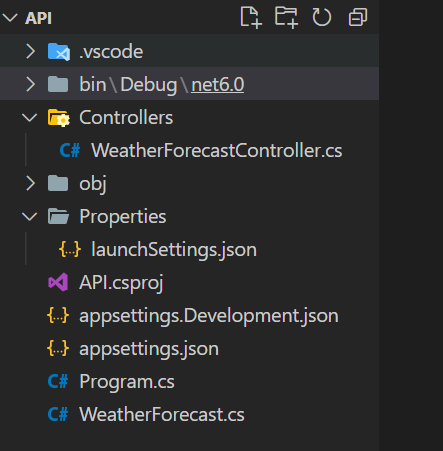 API
.vscode
bin\Debug\net6.0
Controllers
C# WeatherForecastController.cs
obj
Properties
{..} launchSettings.json
API.csproj
{..} appsettings.Development.json
{..} appsettings.json
C# Program.cs
C# WeatherForecast.cs